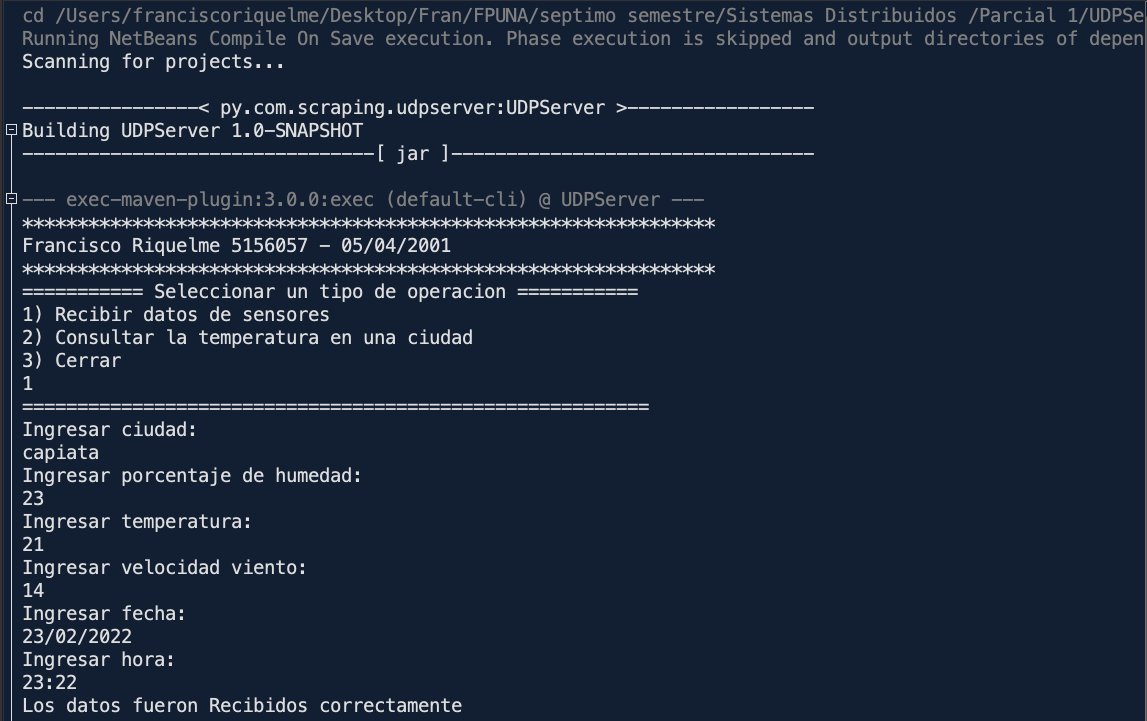 cd /Users/franciscoriquelme/Desktop/Fran/FPUNA/septimo semestre/Sistemas Distribuidos /Parcial 1/UDPSe
Running NetBeans Compile On Save execution. Phase execution is skipped and output directories of depen
Scanning for projects...
----------------< py.com.scraping.udpserver:UDPServer >-----------------
Building UDPServer 1.0-SNAPSHOT
--------------------------------[ jar ]---------------------------------
--- exec-maven-plugin:3.0.0:exec (default-cli) @ UDPServer ---
***************************************************************
Francisco Riquelme 5156057 - 05/04/2001
***************************************************************
=========== Seleccionar un tipo de operacion ===========
1) Recibir datos de sensores
2) Consultar la temperatura en una ciudad
3) Cerrar
1
=========================================================
Ingresar ciudad:
capiata
Ingresar porcentaje de humedad:
23
Ingresar temperatura:
21
Ingresar velocidad viento:
14
Ingresar fecha:
23/02/2022
Ingresar hora:
23:22
Los datos fueron Recibidos correctamente